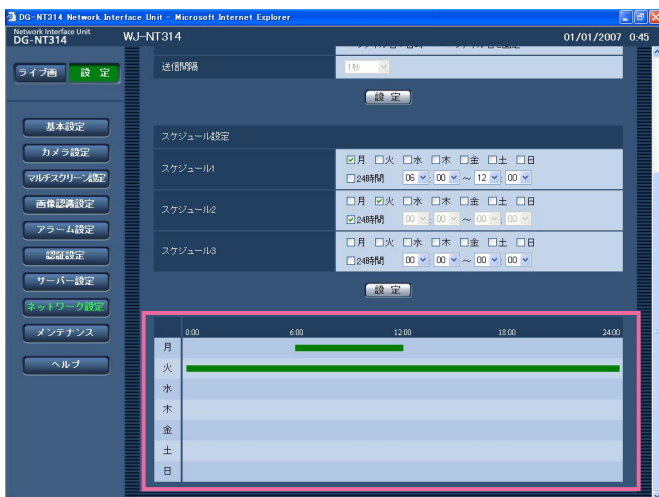 DG-NT314 Network Interface Unit - Microsoft Internet Explorer
Network Interface Unit
DG-NT314
WJ-NT314
01/01/2007 0:45
ライブ画 設 定
送信間隔 1秒
設 定
基本設定
カメラ設定
マルチスクリーン設定
画像認識設定
アラーム設定
認証設定
サーバー設定
ネットワーク設定
メンテナンス
ヘルプ
スケジュール設定
スケジュール1 月 火 水 木 金 土 日
24時間 06 : 00 ~ 12 : 00
スケジュール2 月 火 水 木 金 土 日
24時間 00 : 00 ~ 00 : 00
スケジュール3 月 火 水 木 金 土 日
24時間 00 : 00 ~ 00 : 00
設 定
0:00 6:00 12:00 18:00 24:00
月
火
水
木
金
土
日